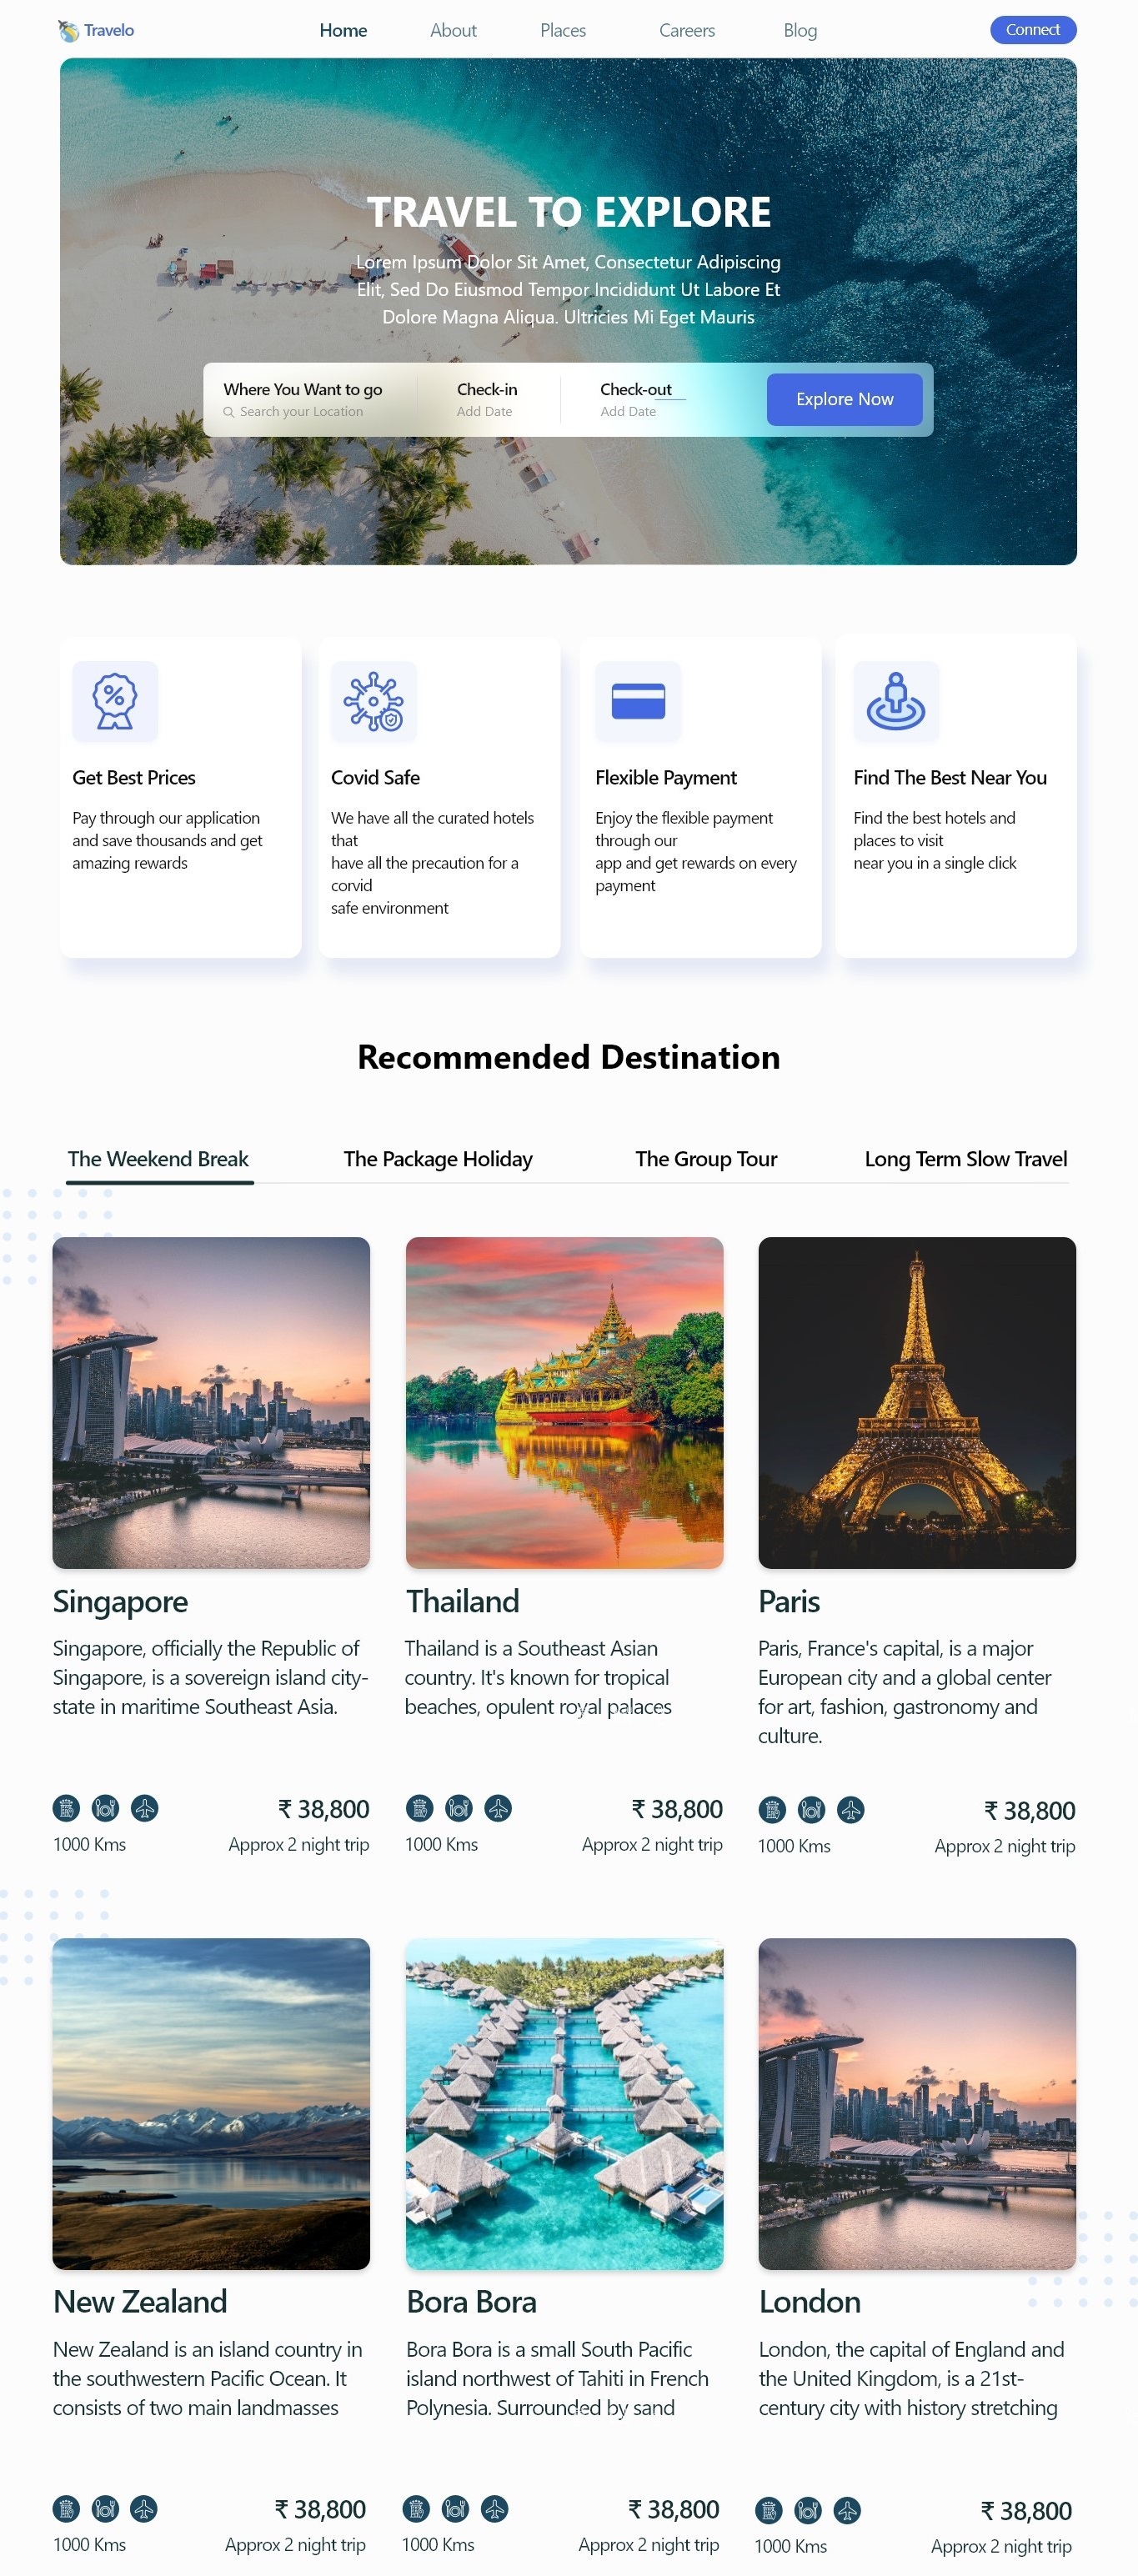 Travelo
Home
About
Places
Careers
Blog
Connect
TRAVEL TO EXPLORE
Lorem Ipsum Dolor Sit Amet, Consectetur Adipiscing
Elit, Sed Do Eiusmod Tempor Incididunt Ut Labore Et
Dolore Magna Aliqua. Ultricies Mi Eget Mauris
Where You Want to go
Search your Location
Check-in
Add Date
Check-out
Add Date
Explore Now
Get Best Prices
Pay through our application
and save thousands and get
amazing rewards
Covid Safe
We have all the curated hotels
that
have all the precaution for a
corvid
safe environment
Flexible Payment
Enjoy the flexible payment
through our
app and get rewards on every
payment
Find The Best Near You
Find the best hotels and
places to visit
near you in a single click
Recommended Destination
The Weekend Break
The Package Holiday
The Group Tour
Long Term Slow Travel
Singapore
Singapore, officially the Republic of
Singapore, is a sovereign island city-
state in maritime Southeast Asia.
₹ 38,800
1000 Kms
Approx 2 night trip
Thailand
Thailand is a Southeast Asian
country. It's known for tropical
beaches, opulent royal palaces
₹ 38,800
1000 Kms
Approx 2 night trip
Paris
Paris, France's capital, is a major
European city and a global center
for art, fashion, gastronomy and
culture.
₹ 38,800
1000 Kms
Approx 2 night trip
New Zealand
New Zealand is an island country in
the southwestern Pacific Ocean. It
consists of two main landmasses
₹ 38,800
1000 Kms
Approx 2 night trip
Bora Bora
Bora Bora is a small South Pacific
island northwest of Tahiti in French
Polynesia. Surrounded by sand
₹ 38,800
1000 Kms
Approx 2 night trip
London
London, the capital of England and
the United Kingdom, is a 21st-
century city with history stretching
₹ 38,800
1000 Kms
Approx 2 night trip